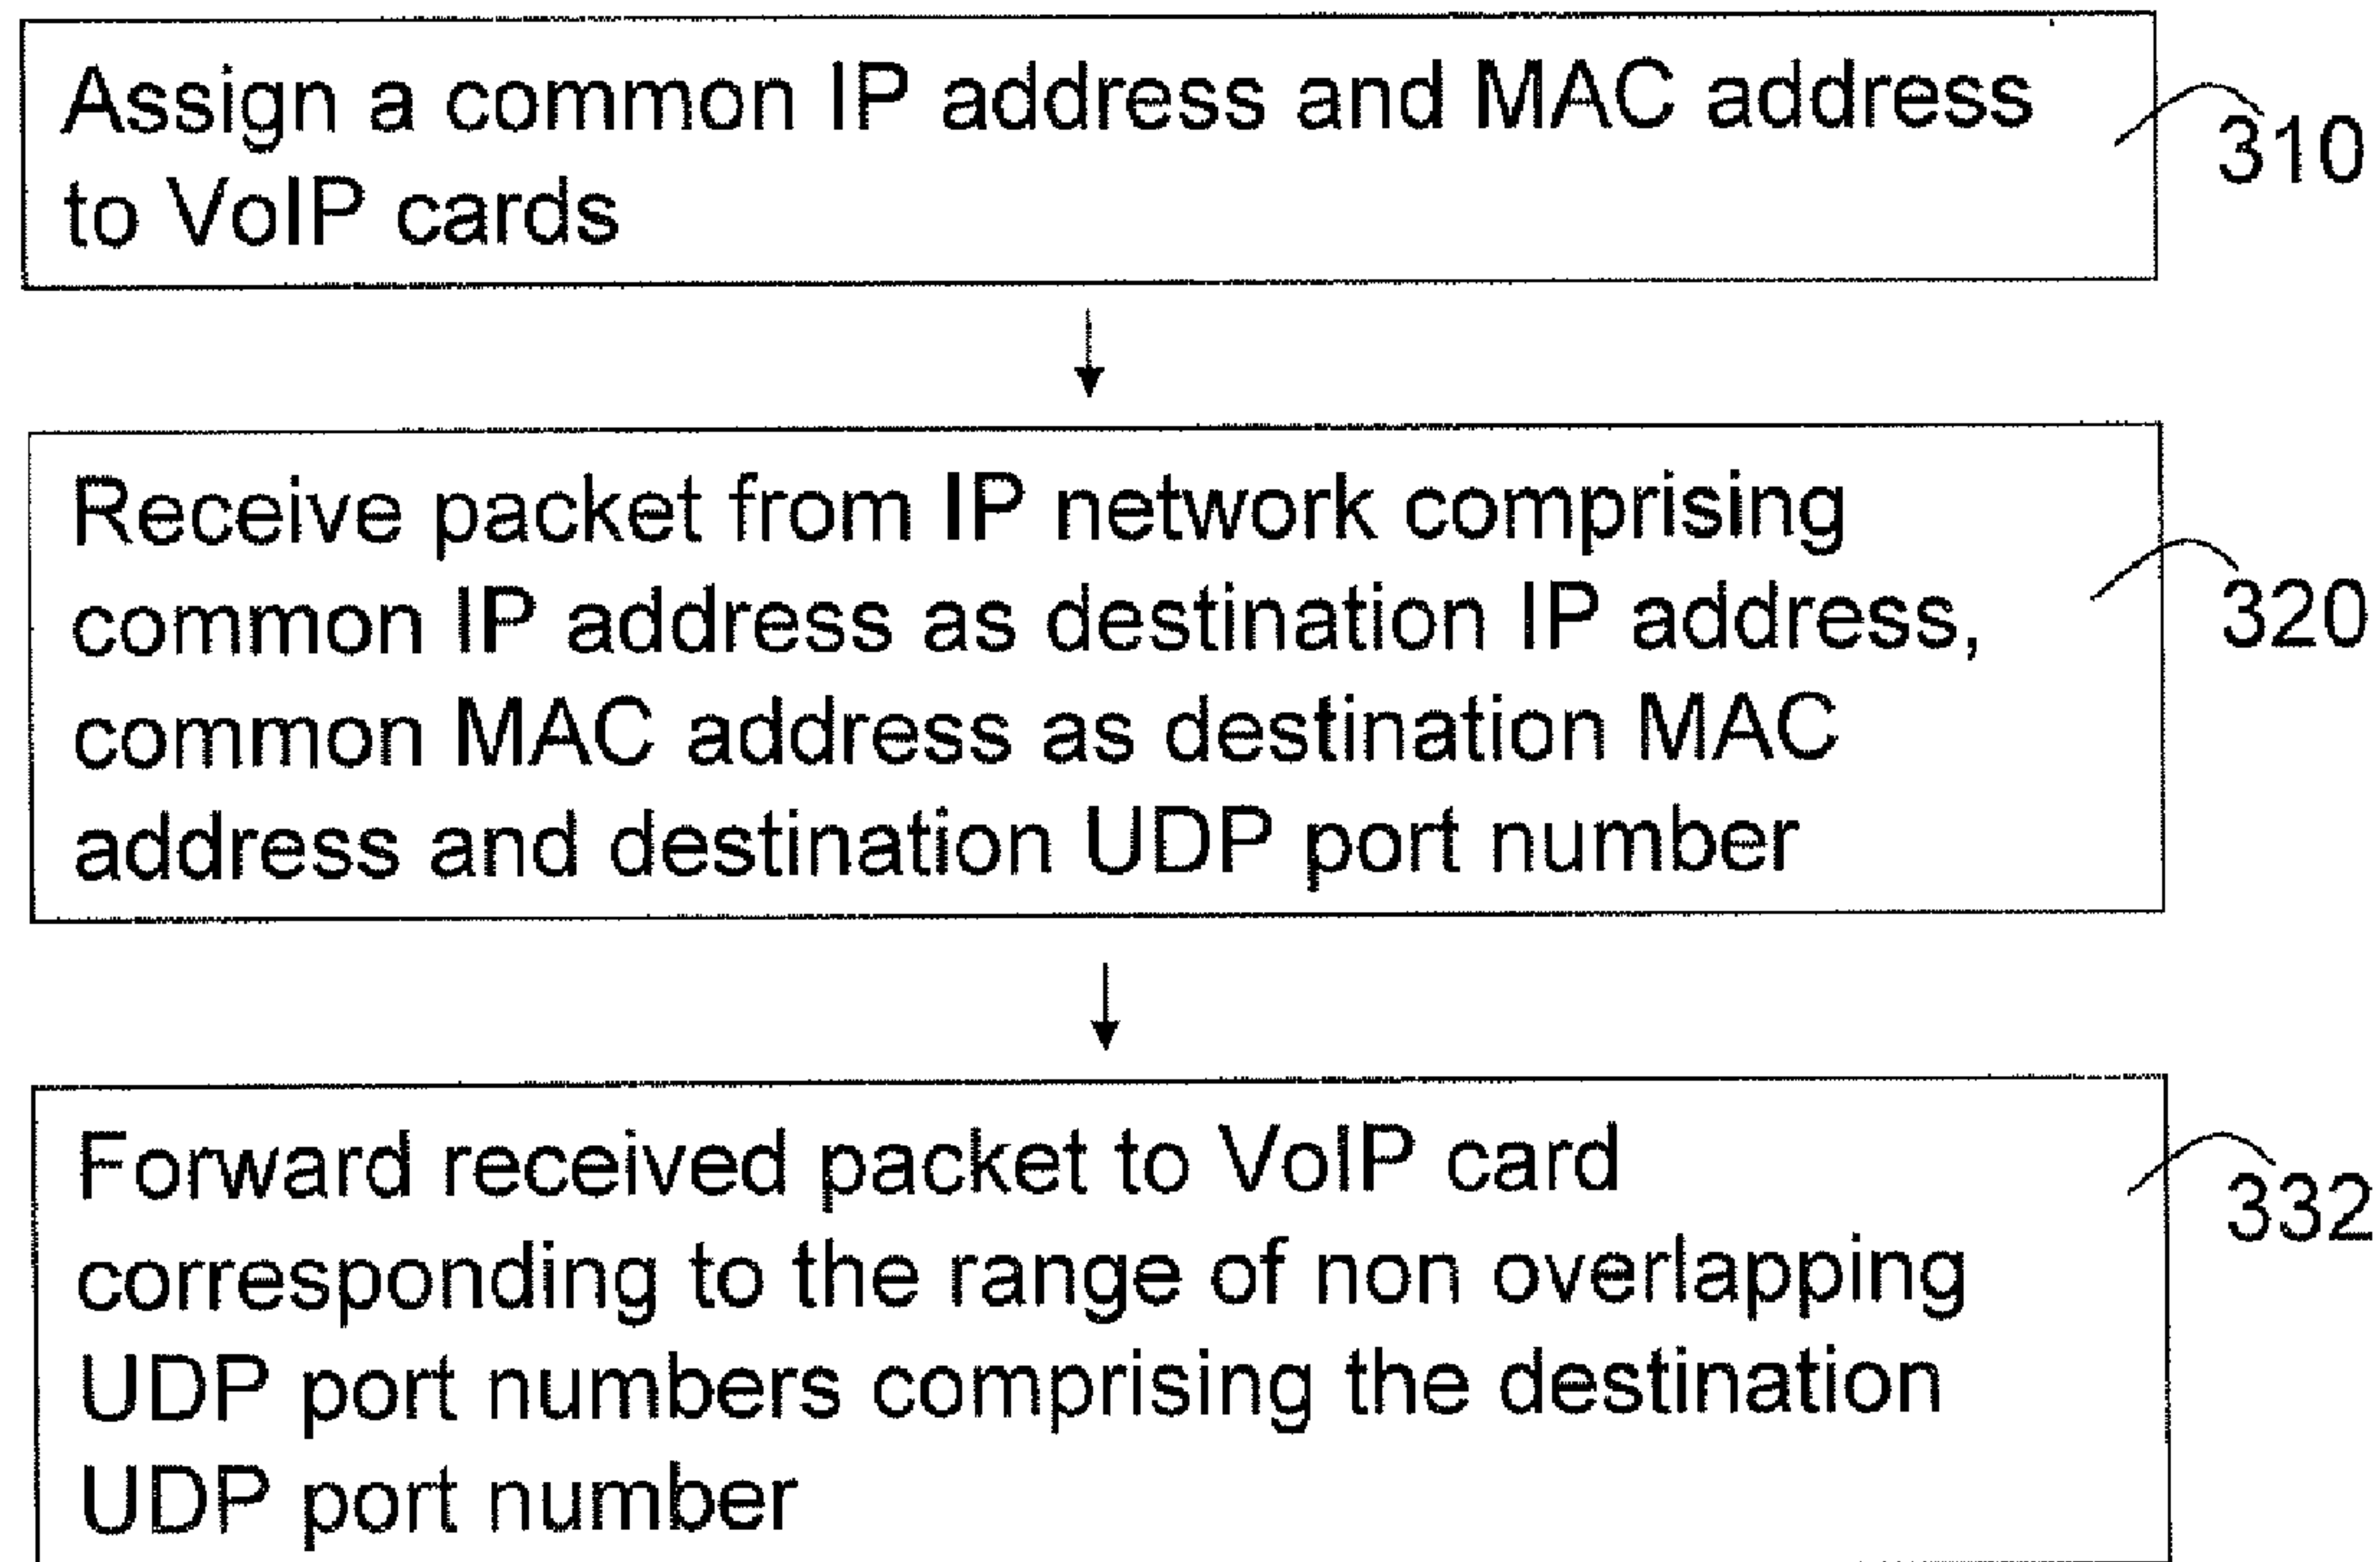 Assign a common IP address and MAC address
to VoIP cards
310
Receive packet from IP network comprising
common IP address as destination IP address,
common MAC address as destination MAC
address and destination UDP port number
320
Forward received packet to VoIP card
corresponding to the range of non overlapping
UDP port numbers comprising the destination
UDP port number
332